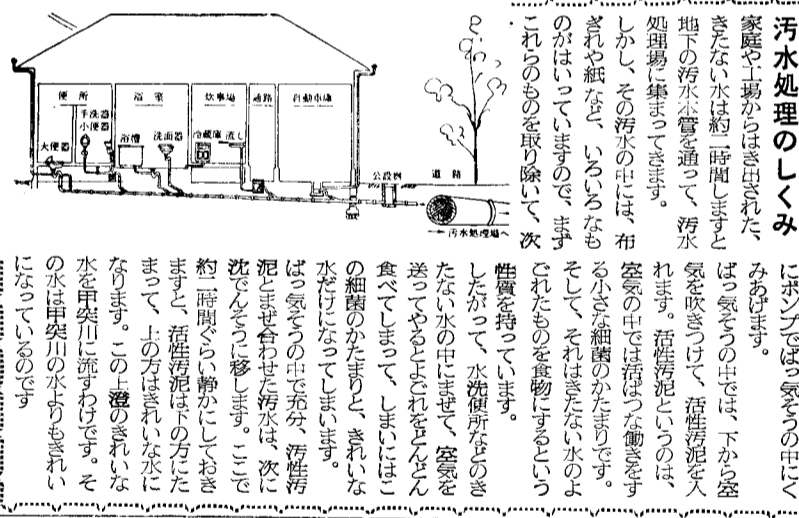 汚水処理のしくみ
家庭や工場からはき出された、
きたない水は約二時間しますと
地下の汚水本管を通って、汚水
処理場に集まってきます。
しかし、その汚水の中には、布
ぎれや紙など、いろいろなも
のがはいっていますので、まず
これらのものを取り除いて、次
にポンプでばっ気そうの中にく
みあげます。
ばっ気そうの中では、下から空
気を吹きつけて、活性汚泥を入
れます。活性汚泥というのは、
空気の中では活ぱつな働きをす
る小さな細菌のかたまりです。
そして、それはきたない水のよ
ごれたものを食物にするという
性質を持っています。
したがって、水洗便所などのき
たない水の中にまぜて、空気を
送ってやるとよごれをどんどん
食べてしまって、しまいにはこ
の細菌のかたまりと、きれいな
水だけになってしまいます。
ばっ気そうの中で充分、汚性汚
泥とまぜ合わせた汚水は、次に
沈でんそうに移します。ここで
約二時間ぐらい静かにしておき
ますと、活性汚泥は下の方にた
まって、上の方はきれいな水に
なります。この上澄のきれいな
水を甲突川に流すわけです。そ
の水は甲突川の水よりもきれい
になっているのです
便所
浴室
炊事場
通路
自動車庫
手洗器
小便器
大便器
浴槽
洗面器
冷蔵庫
流し
公設桝
道路
←汚水処理場へ